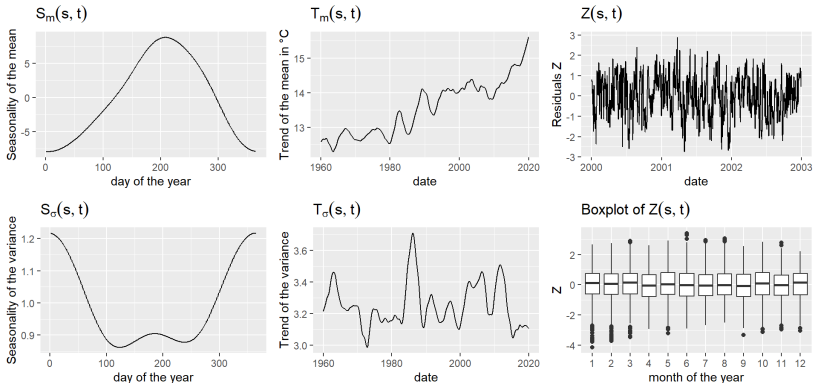 S_m(s, t)
Seasonality of the mean
5
0
-5
0 100 200 300
day of the year
T_m(s, t)
Trend of the mean in °C
15
14
13
1960 1980 2000 2020
date
Z(s, t)
Residuals Z
3
2
1
0
-1
-2
-3
2000 2001 2002 2003
date
S_σ(s, t)
Seasonality of the variance
1.2
1.1
1.0
0.9
0 100 200 300
day of the year
T_σ(s, t)
Trend of the variance
3.6
3.4
3.2
3.0
1960 1980 2000 2020
date
Boxplot of Z(s, t)
Z
2
0
-2
-4
1 2 3 4 5 6 7 8 9 10 11 12
month of the year